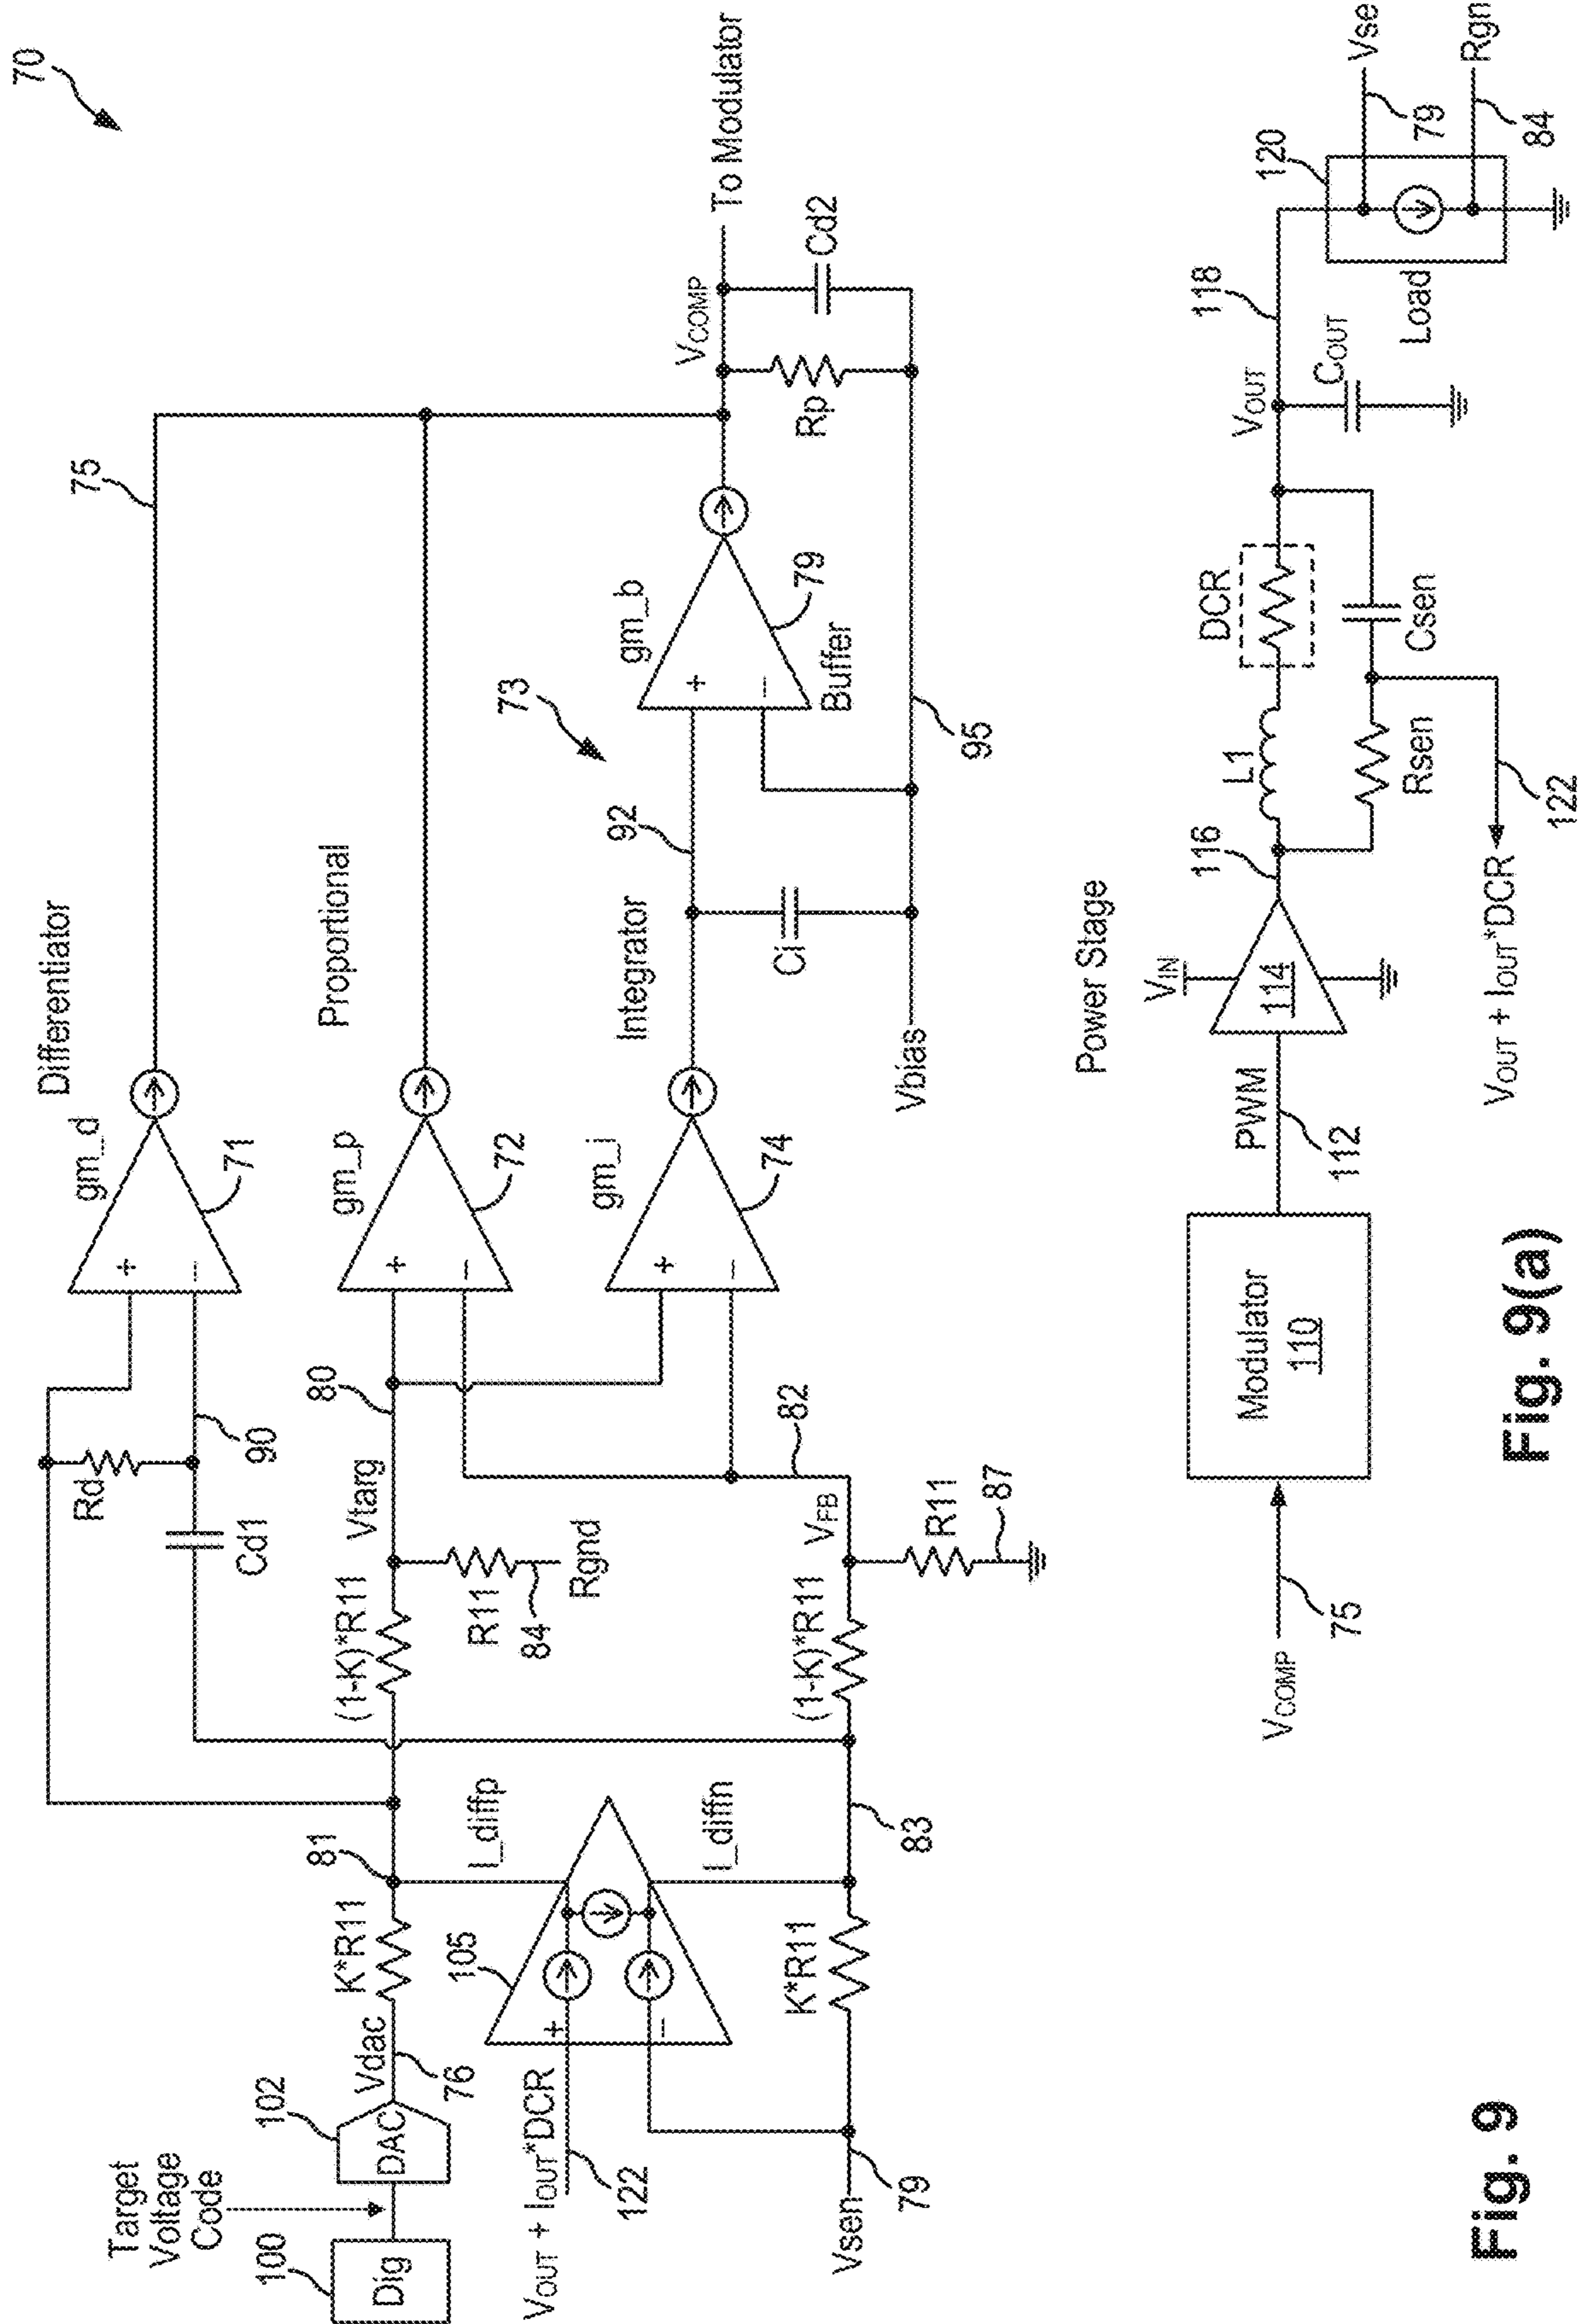 70
Differentiator
gm_d
71
75
Rd
90
Cd1
Proportional
gm_p
72
Target
Voltage
Code
100
Dig
102
DAC
Vdac
76
K*R11
81
(1-K)*R11
Vtarg
80
R11
84
Rgnd
Integrator
gm_i
74
92
Ci
73
gm_b
79
Buffer
VCOMP
To Modulator
Rp
Cd2
95
Vbias
105
I_diffp
I_diffn
VOUT + IOUT*DCR
122
K*R11
Vsen
79
83
(1-K)*R11
VFB
82
R11
87
Fig. 9
Power Stage
VCOMP
75
Modulator
110
PWM
112
VIN
114
116
L1
DCR
Rsen
Csen
122
VOUT + IOUT*DCR
VOUT
COUT
118
120
Load
Vse
79
Rgn
84
Fig. 9(a)